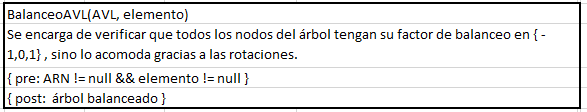 BalanceoAVL(AVL, elemento)
Se encarga de verificar que todos los nodos del árbol tengan su factor de balanceo en { -
1,0,1} , sino lo acomoda gracias a las rotaciones.
{ pre: ARN != null && elemento != null }
{ post:  árbol balanceado }